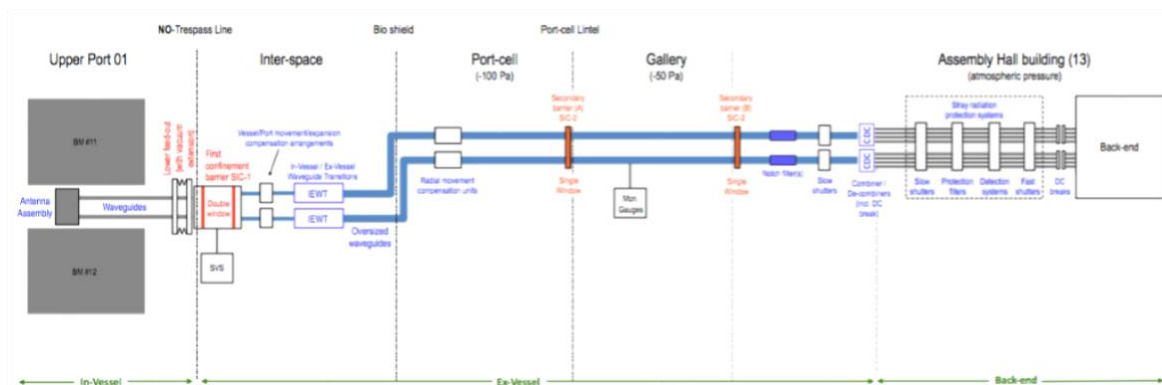 NO-Trespass Line
Bio shield
Port-cell Lintel
Upper Port 01
Inter-space
Port-cell
(-100 Pa)
Gallery
(-50 Pa)
Assembly Hall building (13)
(atmospheric pressure)
BM #11
BM #12
Antenna
Assembly
Waveguides
Lower feed-out
(with vacuum
extension)
First
confinement
barrier SIC-1
Double
window
SVS
Vessel/Port movement/expansion
compensation arrangements
In-Vessel / Ex-Vessel
Waveguide Transitions
IEWT
IEWT
Oversized
waveguides
Radial movement
compensation units
Secondary
barrier (A)
SIC-2
Single
Window
Mon
Gauges
Secondary
barrier (B)
SIC-2
Single
Window
Notch filter(s)
Slow
shutters
CDC
CDC
Combiner /
De-combiners
(incl. DC
break)
Stray radiation
protection systems
Slow
shutters
Protection
filters
Detection
systems
Fast
shutters
DC
breaks
Back-end
In-Vessel
Ex-Vessel
Back-end